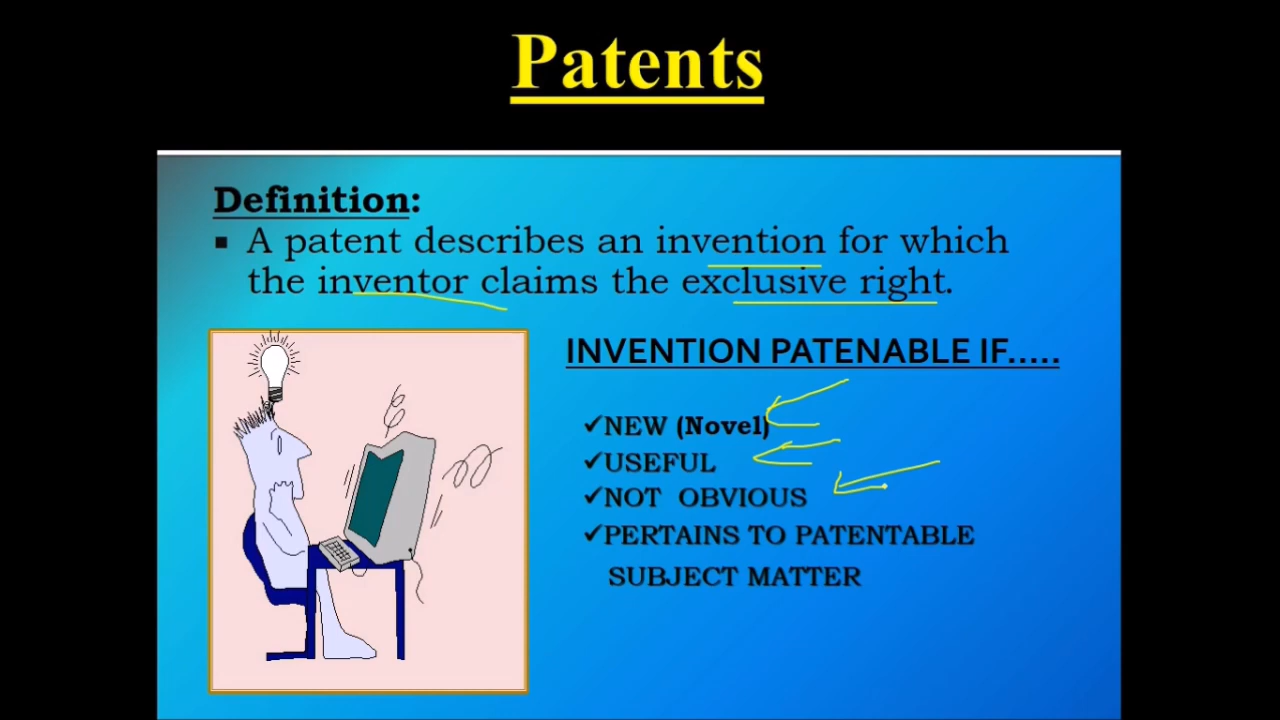 Patents
Definition:
▪ A patent describes an invention for which
the inventor claims the exclusive right.
INVENTION PATENABLE IF.....
✓NEW (Novel)
✓USEFUL
✓NOT OBVIOUS
✓PERTAINS TO PATENTABLE
SUBJECT MATTER